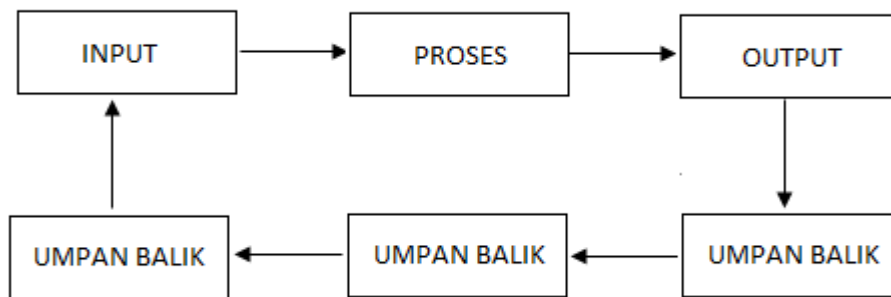 INPUT
PROSES
OUTPUT
UMPAN BALIK
UMPAN BALIK
UMPAN BALIK